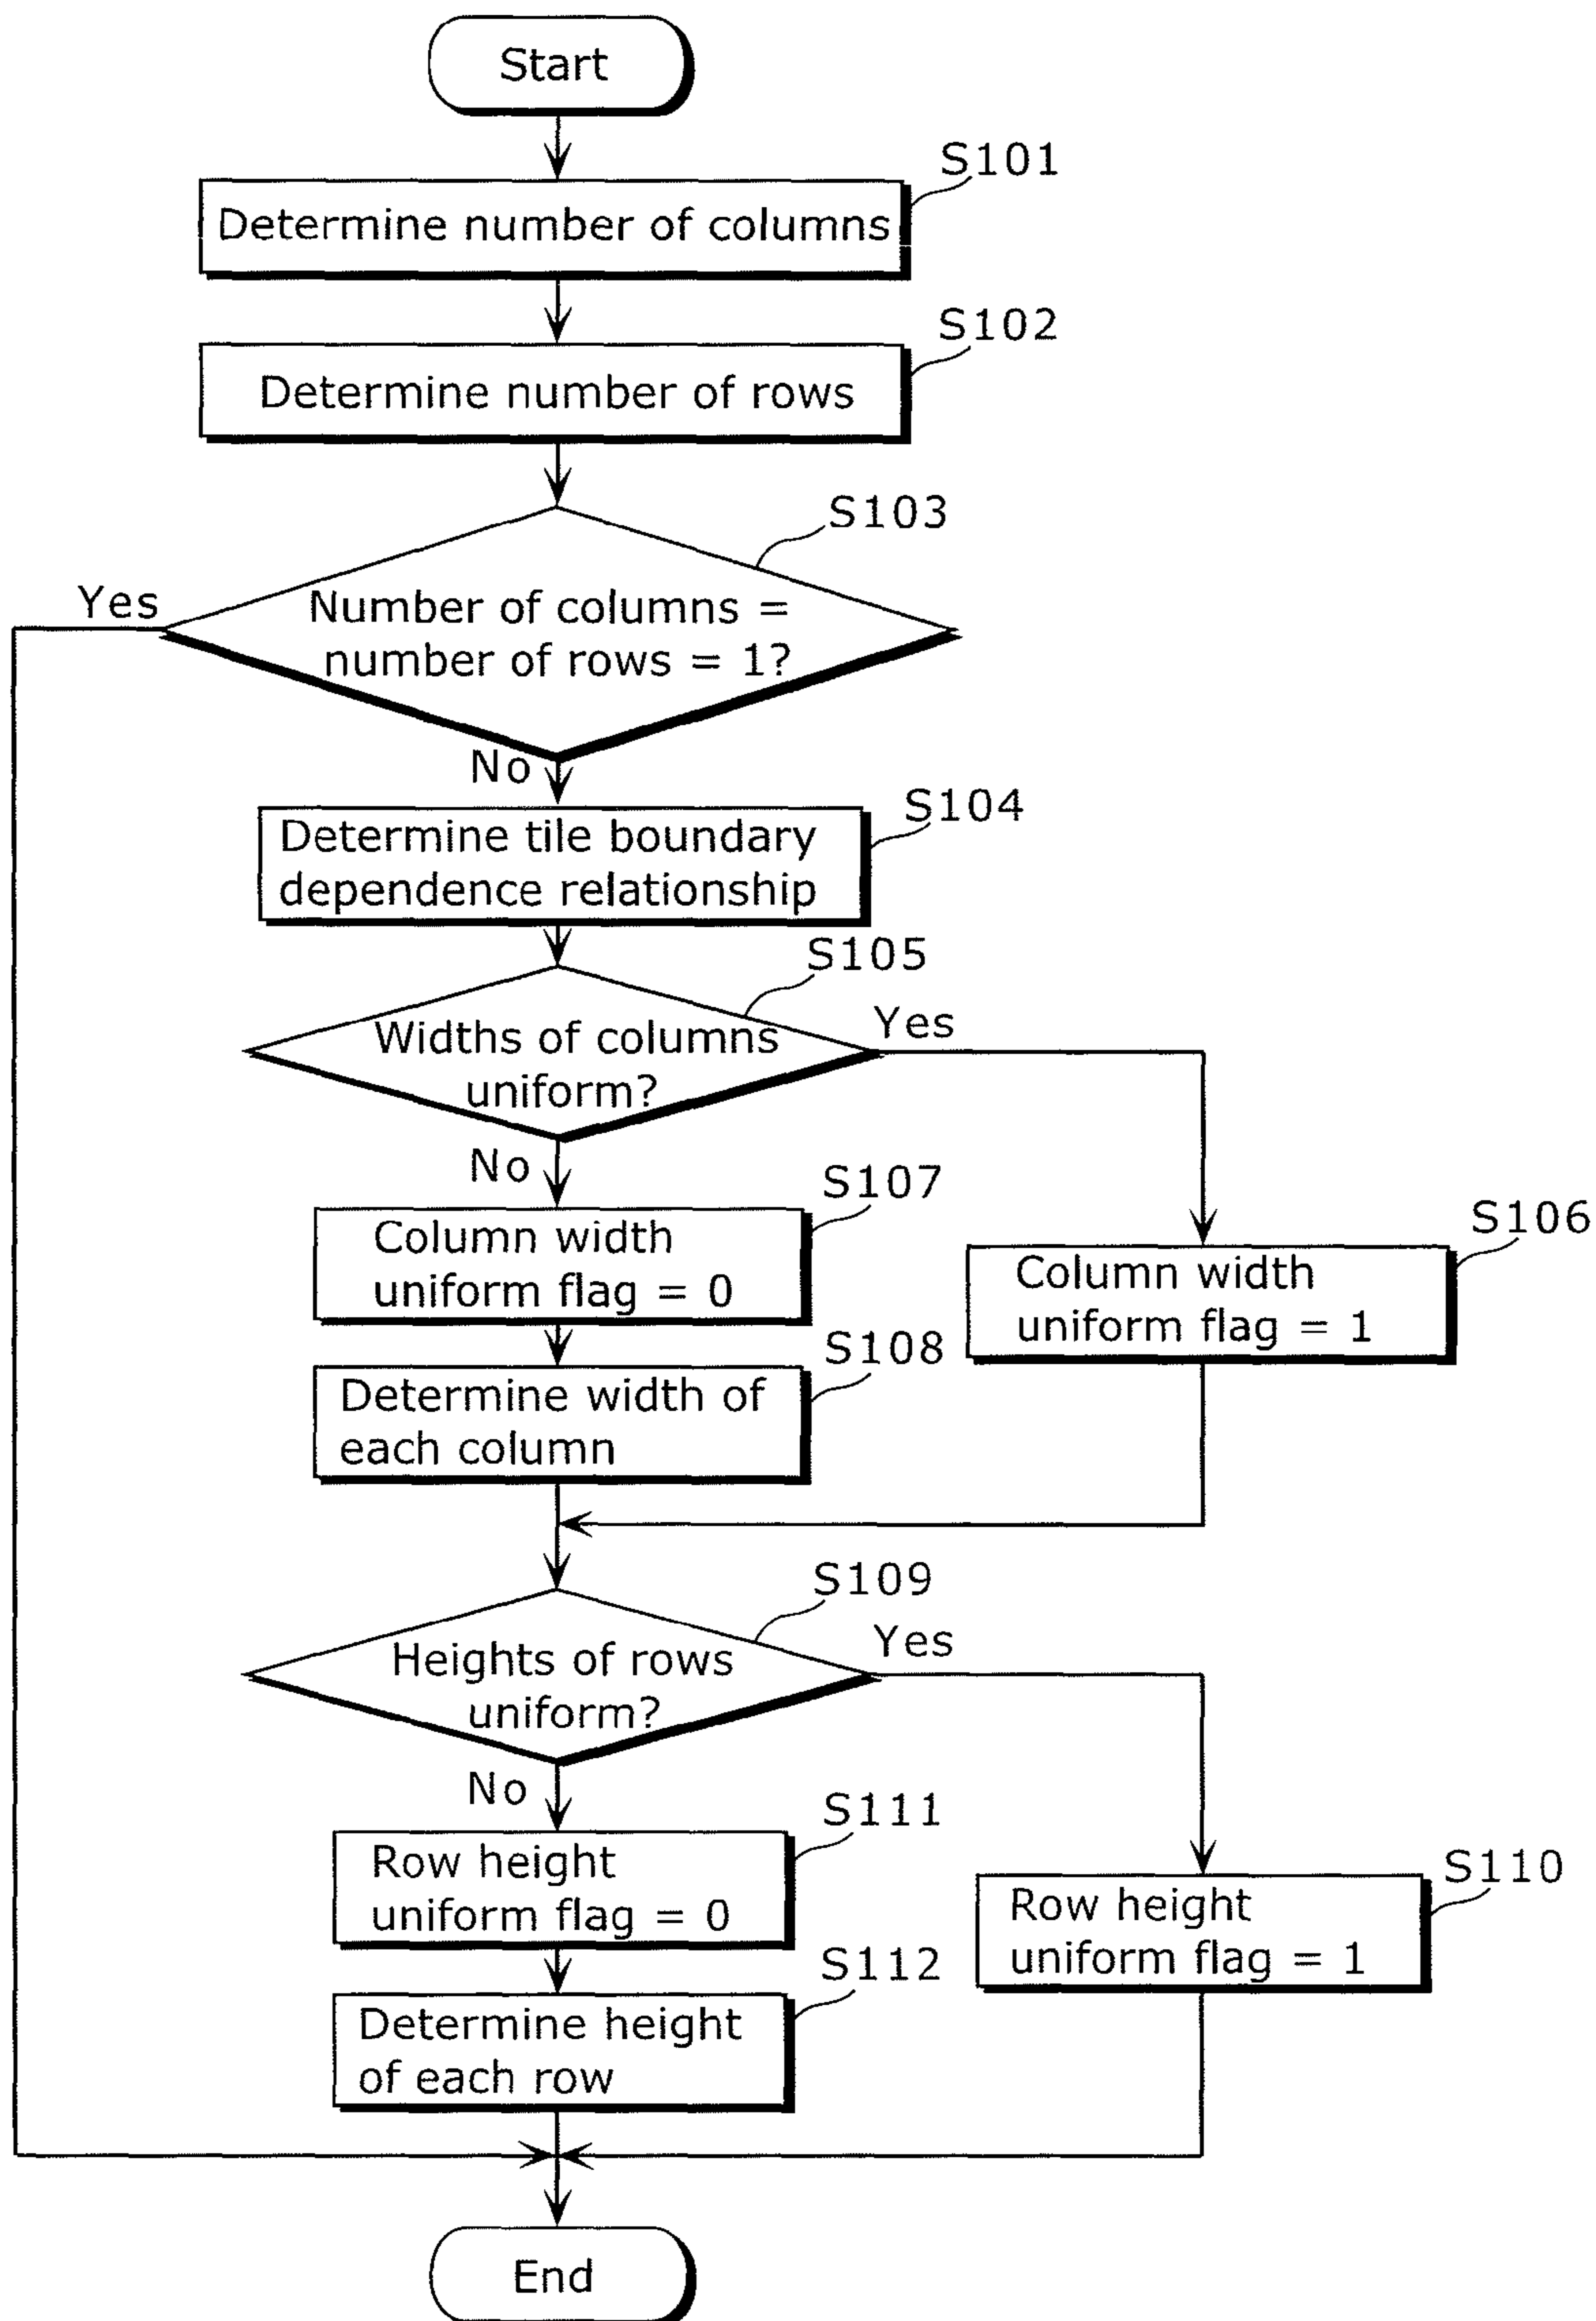 Start
S101
Determine number of columns
S102
Determine number of rows
S103
Yes
Number of columns =
number of rows = 1?
No
S104
Determine tile boundary
dependence relationship
S105
Yes
Widths of columns
uniform?
No
S107
Column width
uniform flag = 0
S106
Column width
uniform flag = 1
S108
Determine width of
each column
S109
Yes
Heights of rows
uniform?
No
S111
Row height
uniform flag = 0
S110
Row height
uniform flag = 1
S112
Determine height
of each row
End